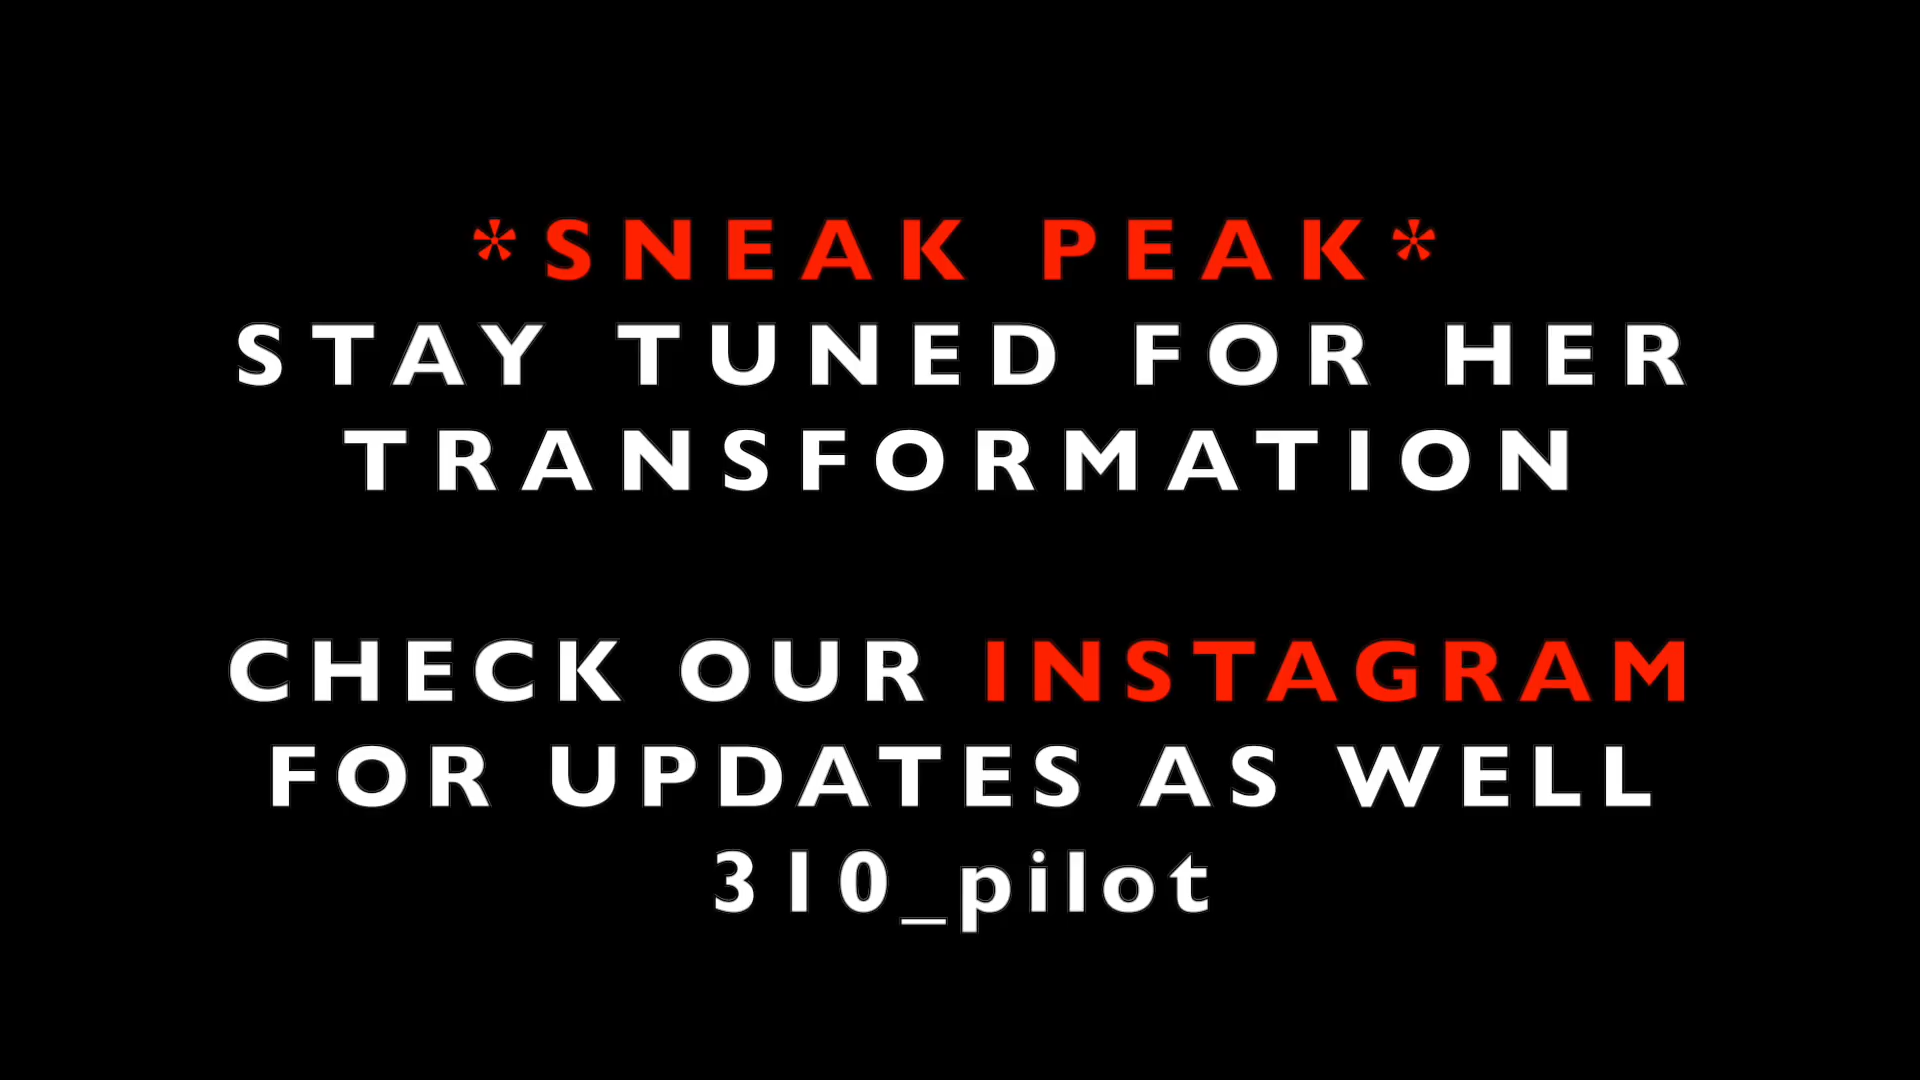 *SNEAK PEAK*
STAY TUNED FOR HER
TRANSFORMATION
CHECK OUR INSTAGRAM
FOR UPDATES AS WELL
310_pilot